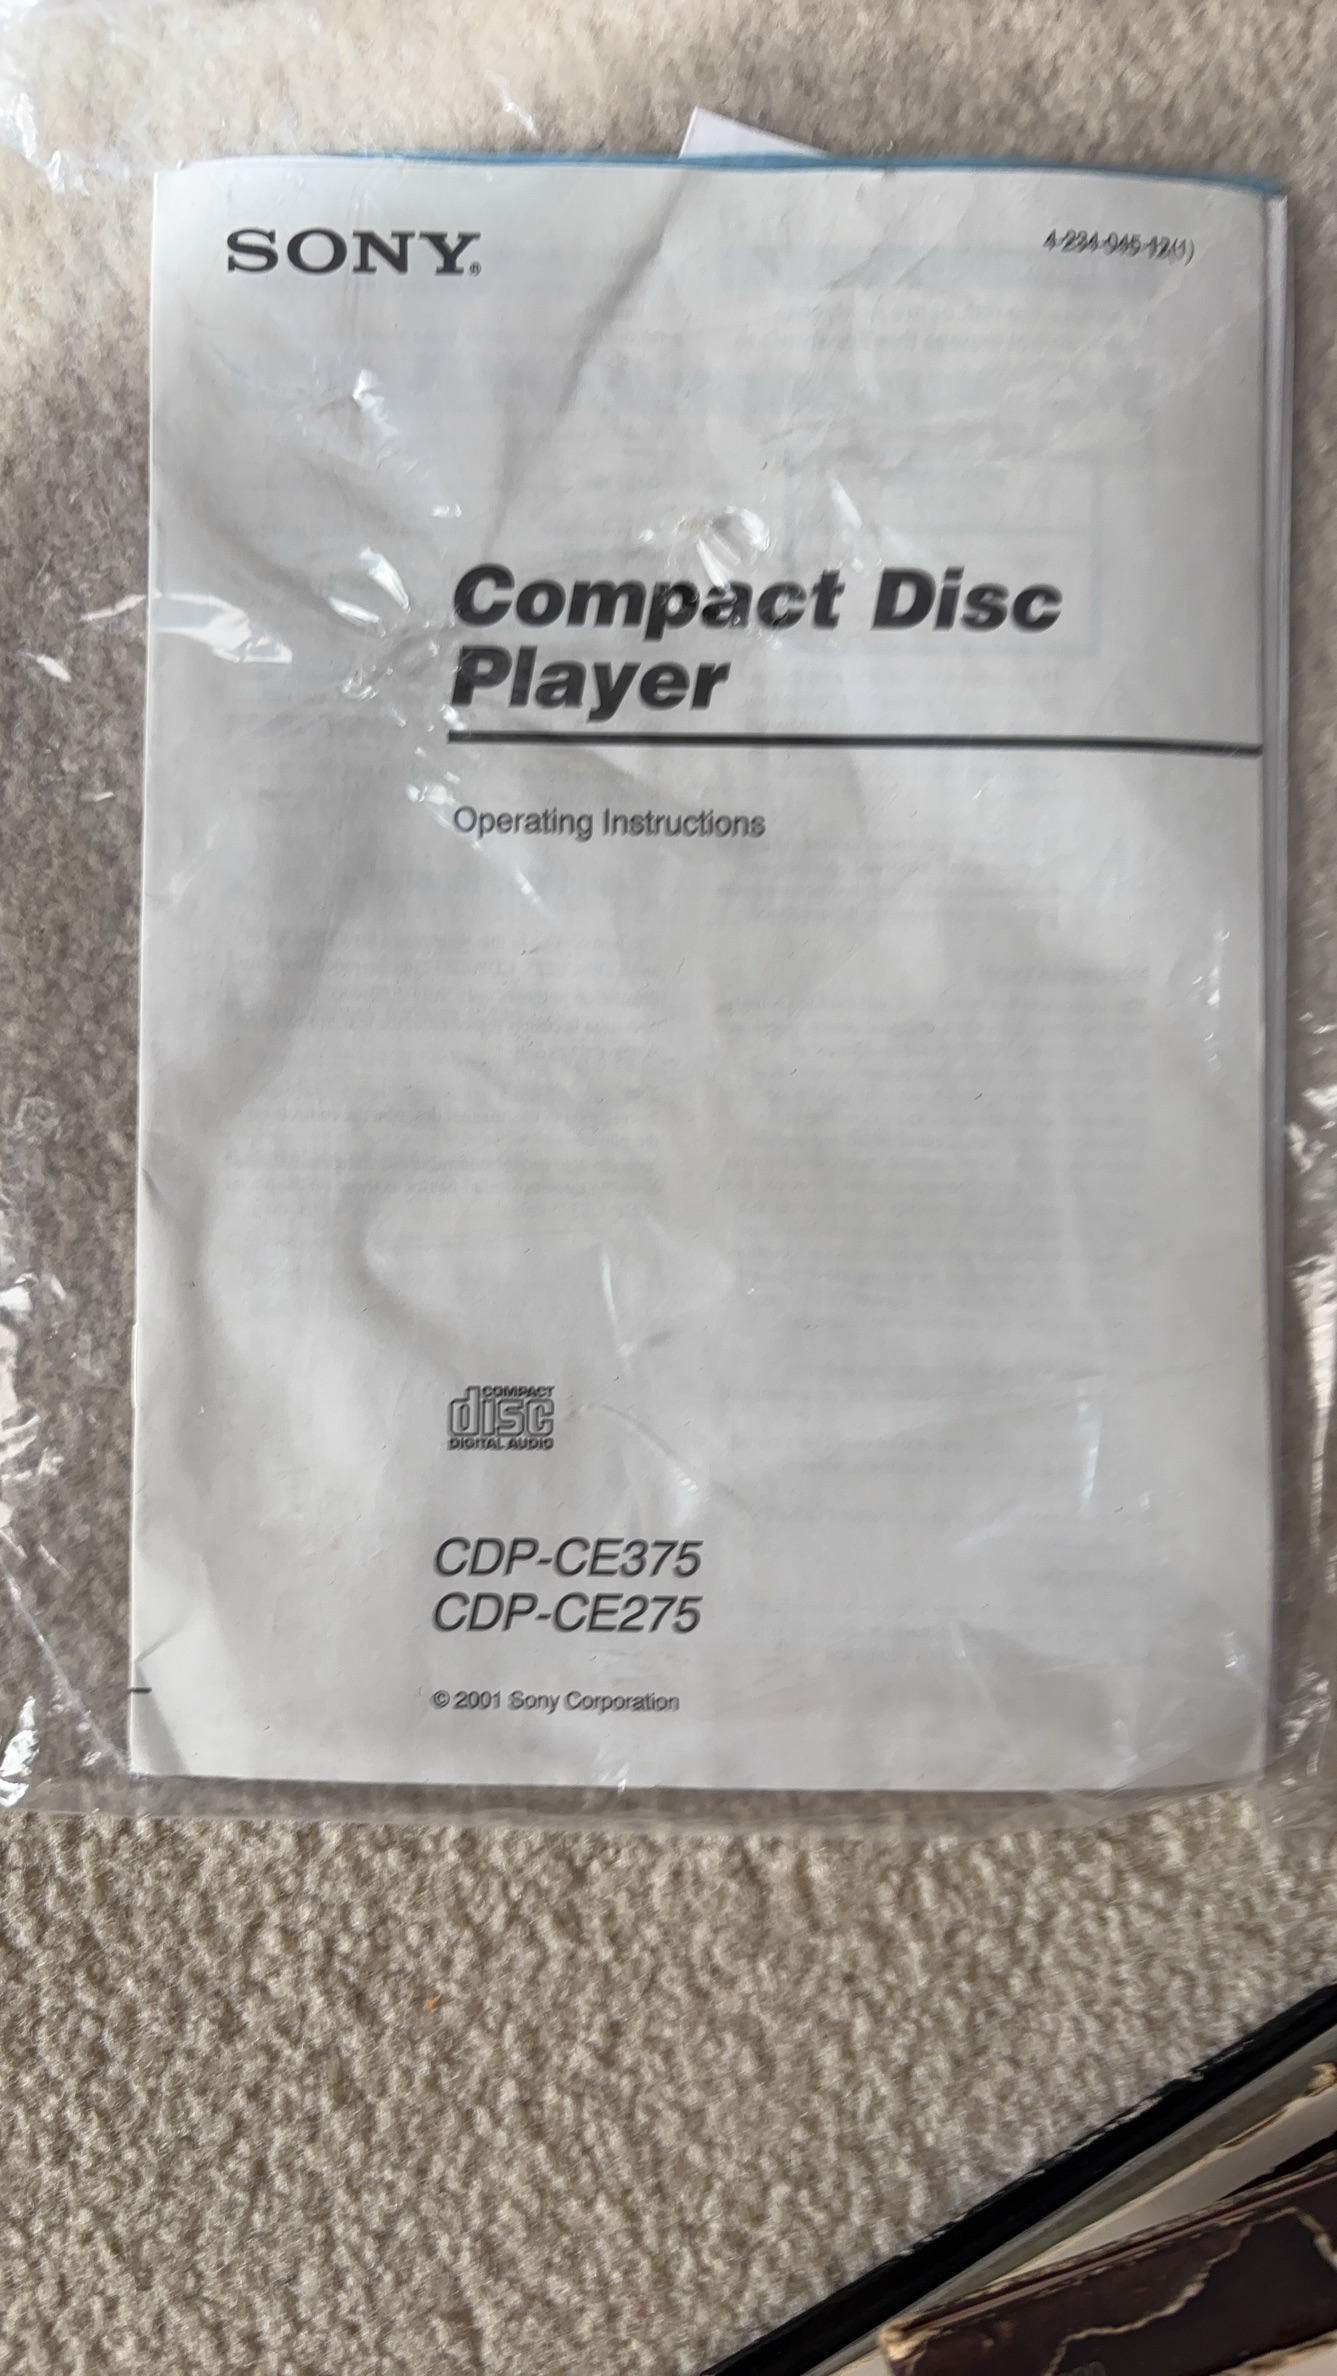 SONY®
4-234-945-12(1)
Compact Disc
Player
Operating Instructions
COMPACT
disc
DIGITAL AUDIO
CDP-CE375
CDP-CE275
© 2001 Sony Corporation